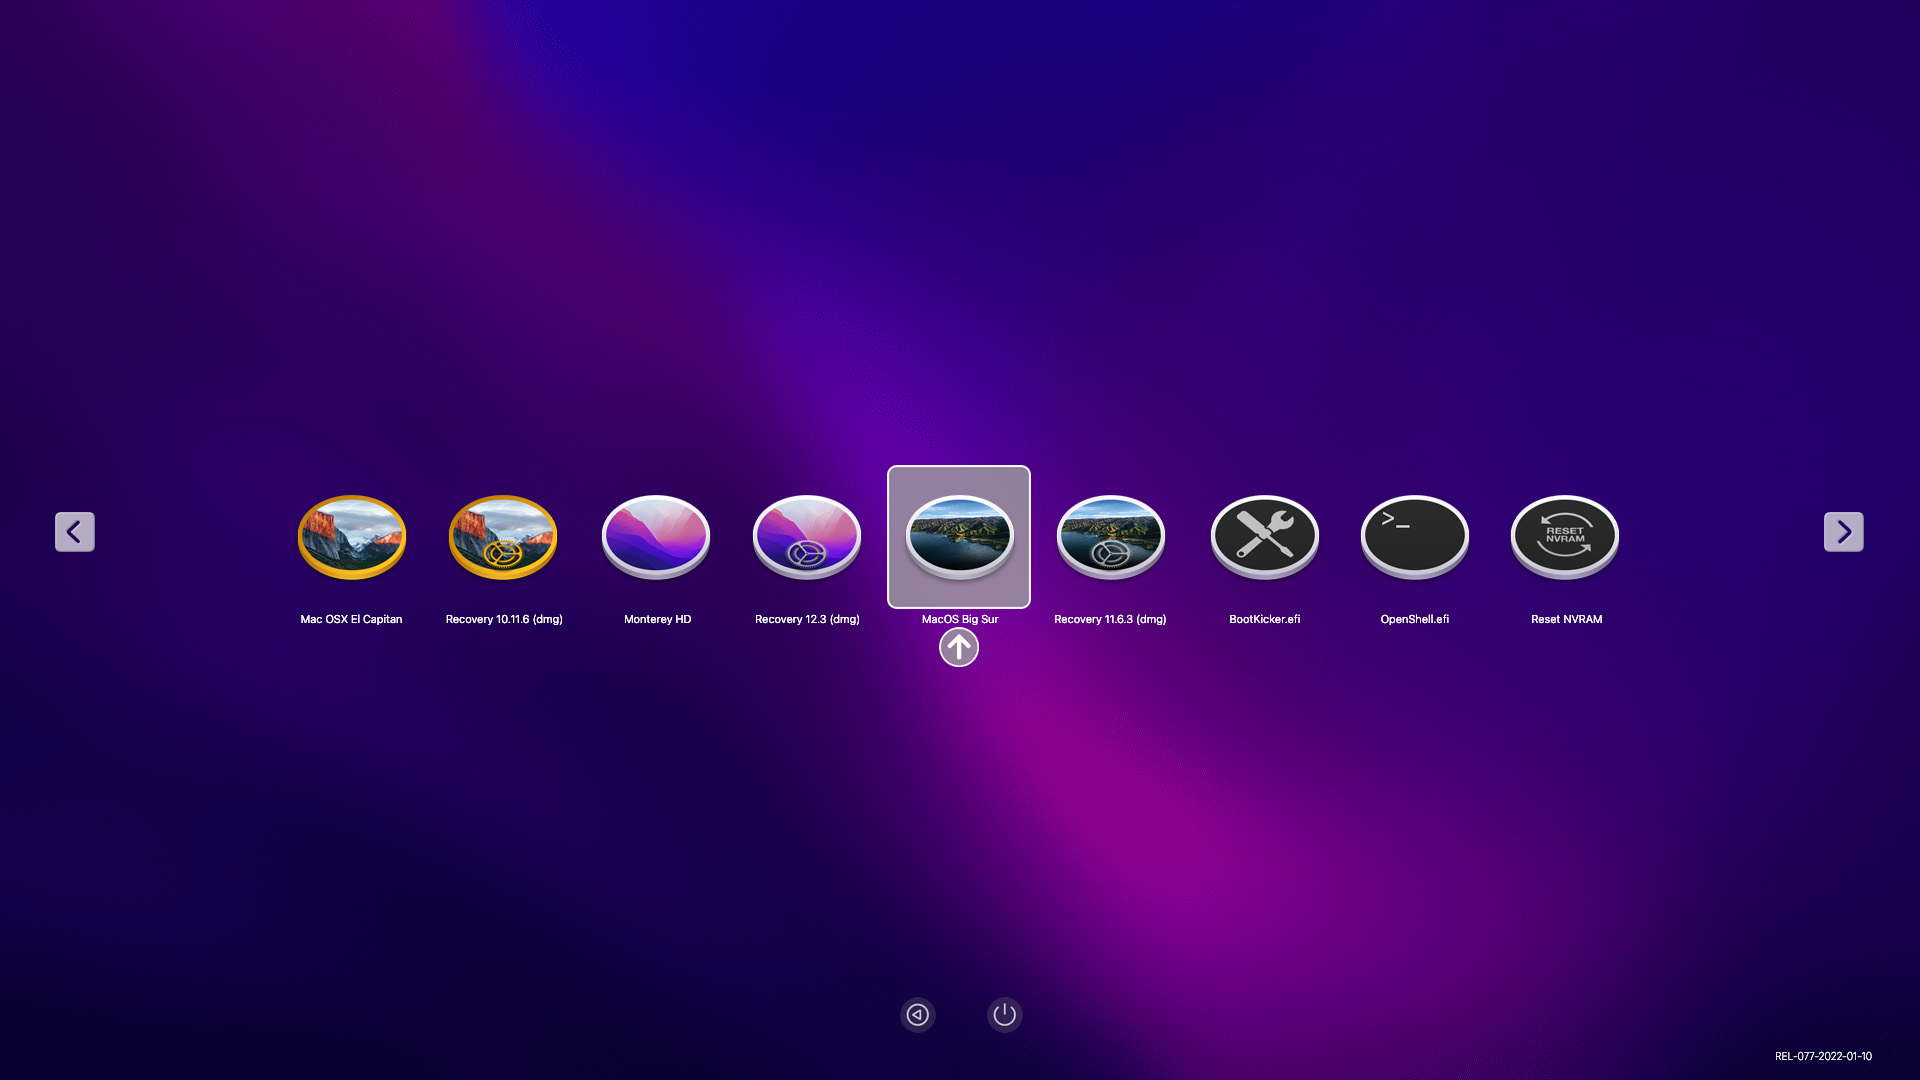 >_
RESET
NVRAM
Mac OSX El Capitan
Recovery 10.11.6 (dmg)
Monterey HD
Recovery 12.3 (dmg)
MacOS Big Sur
Recovery 11.6.3 (dmg)
BootKicker.efi
OpenShell.efi
Reset NVRAM
REL-077-2022-01-10